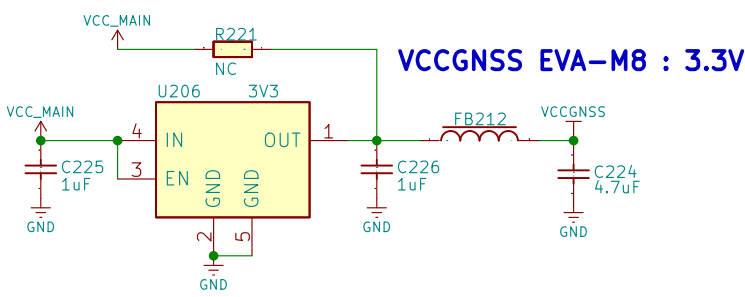 VCC_MAIN
R221
NC
VCCGNSS EVA-M8 : 3.3V
U206 3V3
VCC_MAIN
4 IN
OUT 1
3 EN
GND GND
2 5
GND
C225
1uF
GND
C226
1uF
GND
FB212
VCCGNSS
C224
4.7uF
GND